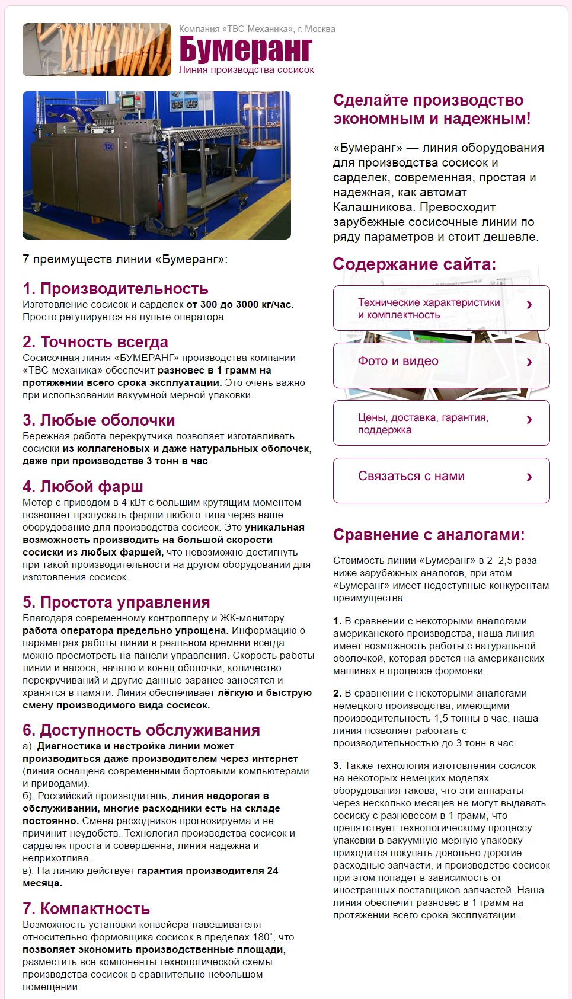 Компания «ТВС-Механика», г. Москва
Бумеранг
Линия производства сосисок
ТВС
7 преимуществ линии «Бумеранг»:
1. Производительность
Изготовление сосисок и сарделек от 300 до 3000 кг/час.
Просто регулируется на пульте оператора.
2. Точность всегда
Сосисочная линия «БУМЕРАНГ» производства компании
«ТВС-механика» обеспечит разновес в 1 грамм на
протяжении всего срока эксплуатации. Это очень важно
при использовании вакуумной мерной упаковки.
3. Любые оболочки
Бережная работа перекрутчика позволяет изготавливать
сосиски из коллагеновых и даже натуральных оболочек,
даже при производстве 3 тонн в час.
4. Любой фарш
Мотор с приводом в 4 кВт с большим крутящим моментом
позволяет пропускать фарши любого типа через наше
оборудование для производства сосисок. Это уникальная
возможность производить на большой скорости
сосиски из любых фаршей, что невозможно достигнуть
при такой производительности на другом оборудовании для
изготовления сосисок.
5. Простота управления
Благодаря современному контроллеру и ЖК-монитору
работа оператора предельно упрощена. Информацию о
параметрах работы линии в реальном времени всегда
можно просмотреть на панели управления. Скорость работы
линии и насоса, начало и конец оболочки, количество
перекручиваний и другие данные заранее заносятся и
хранятся в памяти. Линия обеспечивает лёгкую и быструю
смену производимого вида сосисок.
6. Доступность обслуживания
а). Диагностика и настройка линии может
производиться даже производителем через интернет
(линия оснащена современными бортовыми компьютерами
и приводами).
б). Российский производитель, линия недорогая в
обслуживании, многие расходники есть на складе
постоянно. Смена расходников прогнозируема и не
причинит неудобств. Технология производства сосисок и
сарделек проста и совершенна, линия надежна и
неприхотлива.
в). На линию действует гарантия производителя 24
месяца.
7. Компактность
Возможность установки конвейера-навешивателя
относительно формовщика сосисок в пределах 180˚, что
позволяет экономить производственные площади,
разместить все компоненты технологической схемы
производства сосисок в сравнительно небольшом
помещении.
Сделайте производство
экономным и надежным!
«Бумеранг» — линия оборудования
для производства сосисок и
сарделек, современная, простая и
надежная, как автомат
Калашникова. Превосходит
зарубежные сосисочные линии по
ряду параметров и стоит дешевле.
Содержание сайта:
Технические характеристики
и комплектность
Фото и видео
Цены, доставка, гарантия,
поддержка
Связаться с нами
Сравнение с аналогами:
Стоимость линии «Бумеранг» в 2–2,5 раза
ниже зарубежных аналогов, при этом
«Бумеранг» имеет недоступные конкурентам
преимущества:
1. В сравнении с некоторыми аналогами
американского производства, наша линия
имеет возможность работы с натуральной
оболочкой, которая рвется на американских
машинах в процессе формовки.
2. В сравнении с некоторыми аналогами
немецкого производства, имеющими
производительность 1,5 тонны в час, наша
линия позволяет работать с
производительностью до 3 тонн в час.
3. Также технология изготовления сосисок
на некоторых немецких моделях
оборудования такова, что эти аппараты
через несколько месяцев не могут выдавать
сосиску с разновесом в 1 грамм, что
препятствует технологическому процессу
упаковки в вакуумную мерную упаковку —
приходится покупать довольно дорогие
расходные запчасти, и производство сосисок
при этом попадет в зависимость от
иностранных поставщиков запчастей. Наша
линия обеспечит разновес в 1 грамм на
протяжении всего срока эксплуатации.